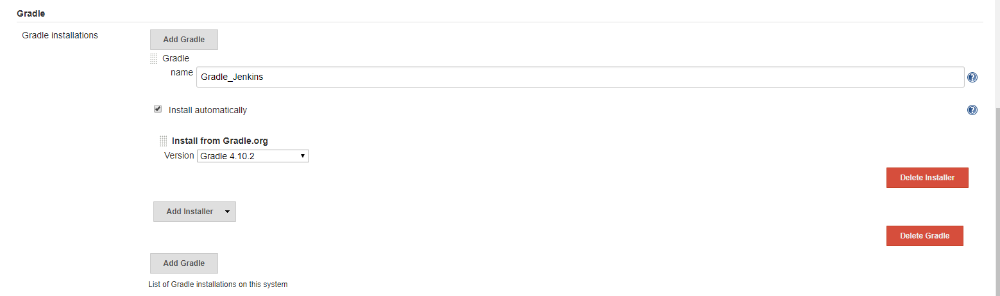 Gradle
Gradle installations
Add Gradle
Gradle
name
Gradle_Jenkins
?
Install automatically
?
Install from Gradle.org
Version
Gradle 4.10.2
Delete Installer
Add Installer
Delete Gradle
Add Gradle
List of Gradle installations on this system